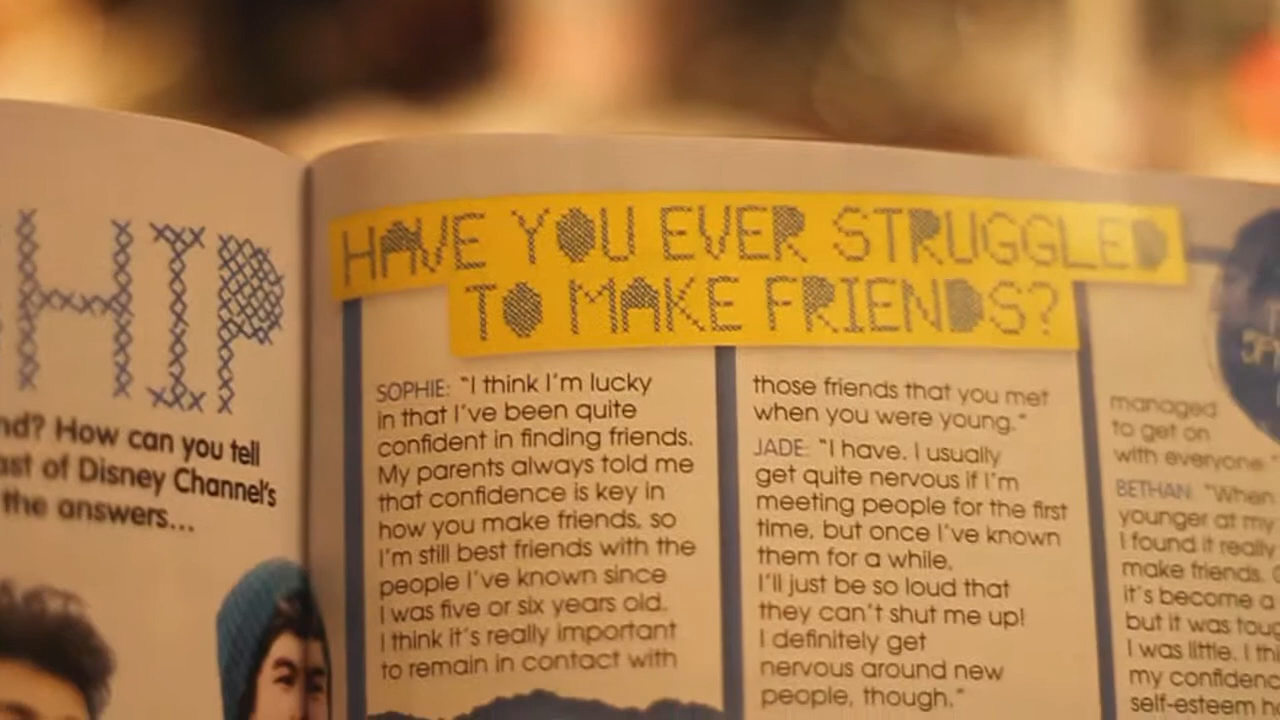 HIP
nd? How can you tell
ast of Disney Channel's
the answers...
HAVE YOU EVER STRUGGLED
TO MAKE FRIENDS?
SOPHIE: "I think I'm lucky
in that I've been quite
confident in finding friends.
My parents always told me
that confidence is key in
how you make friends, so
I'm still best friends with the
people I've known since
I was five or six years old.
I think it's really important
to remain in contact with
those friends that you met
when you were young."
JADE: "I have. I usually
get quite nervous if I'm
meeting people for the first
time, but once I've known
them for a while,
I'll just be so loud that
they can't shut me up!
I definitely get
nervous around new
people, though."
managed
to get on
with everyone."
BETHAN: "When
younger at my
I found it really
make friends.
it's become a
but it was toug
I was little. I thi
my confidenc
self-esteem h